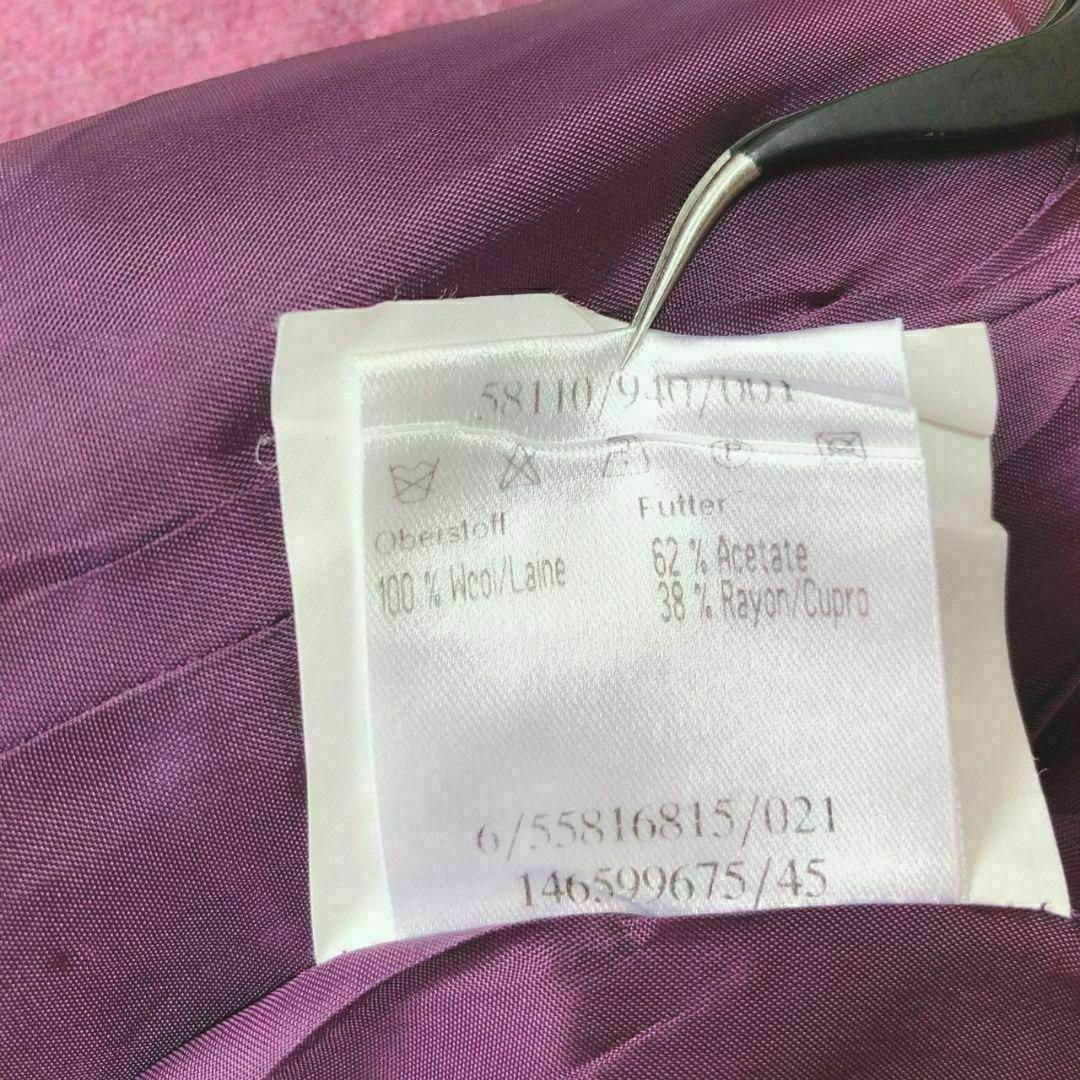 58110/940/001
P
Oberstoff
100 % Wool/Laine
Futter
62 % Acetate
38 % Rayon/Cupro
6/55816815/021
146599675/45